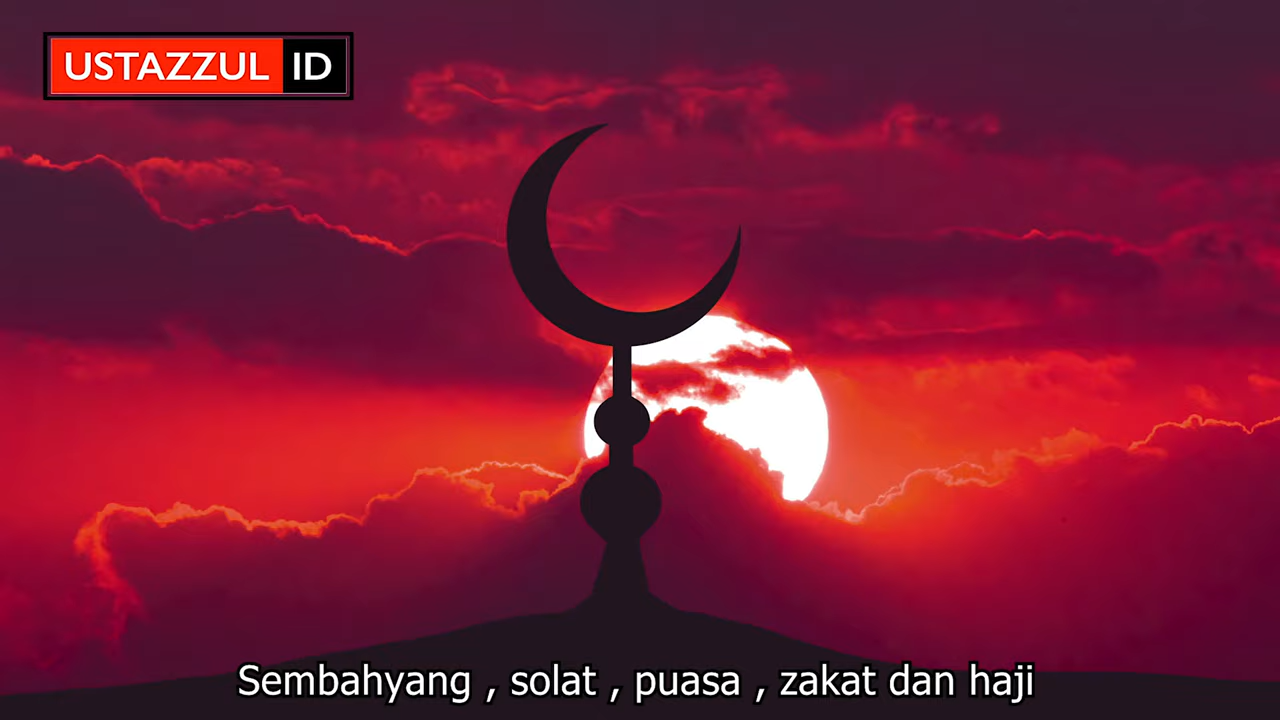 USTAZZUL ID
Sembahyang , solat , puasa , zakat dan haji